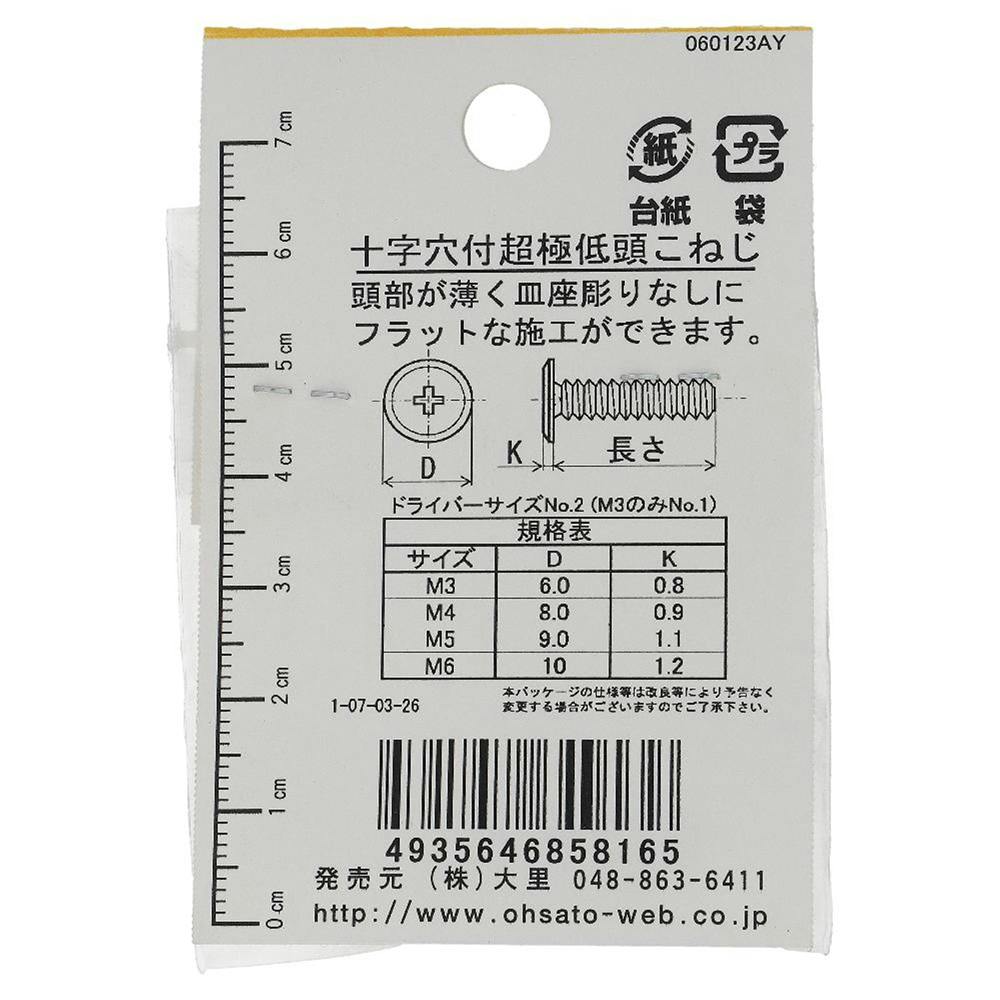 060123AY
紙
プラ
台紙 袋
7cm
6cm
5cm
4cm
3cm
2cm
1cm
0cm
十字穴付超極低頭こねじ
頭部が薄く皿座彫りなしに
フラットな施工ができます。
D
K
長さ
ドライバーサイズNo.2(M3のみNo.1)
規格表
サイズ D K
M3 6.0 0.8
M4 8.0 0.9
M5 9.0 1.1
M6 10 1.2
1-07-03-26
本パッケージの仕様等は改良等により予告なく
変更する場合がございますのでご了承下さい。
4935646858165
発売元 (株)大里 048-863-6411
http://www.ohsato-web.co.jp